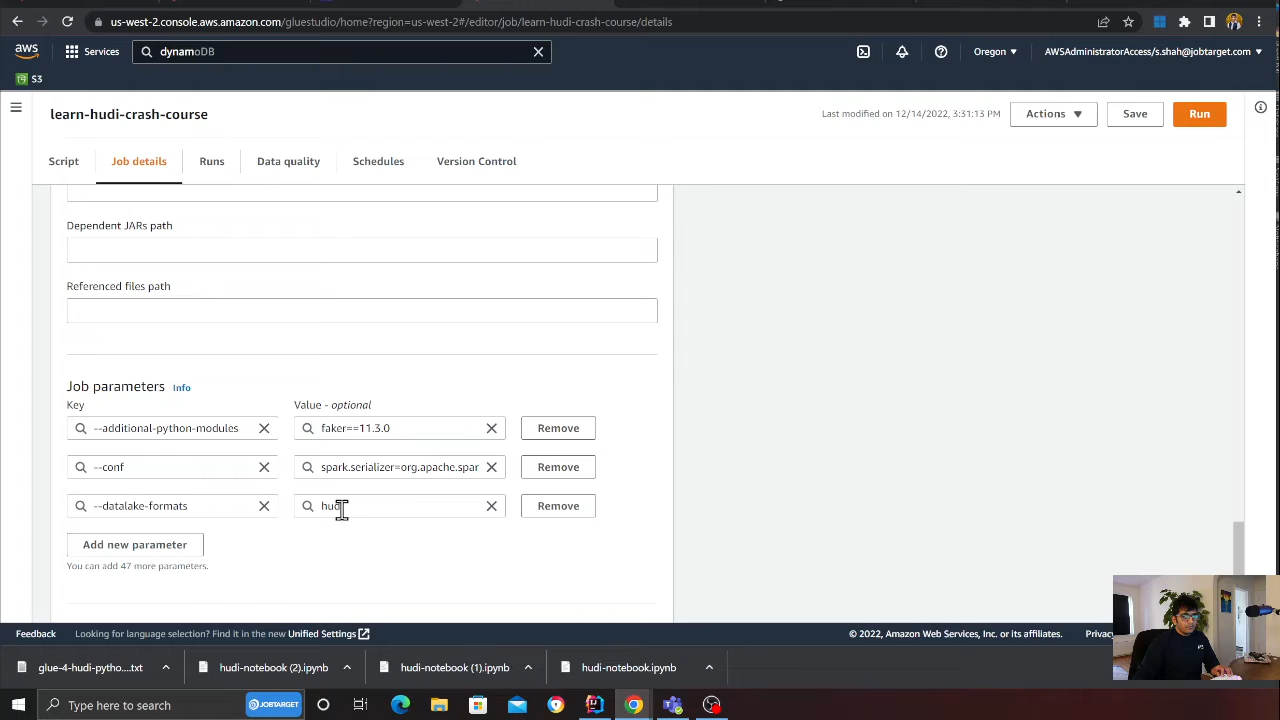 us-west-2.console.aws.amazon.com/gluestudio/home?region=us-west-2#/editor/job/learn-hudi-crash-course/details
aws
Services
dynamoDB
Oregon
AWSAdministratorAccess/s.shah@jobtarget.com
S3
learn-hudi-crash-course
Last modified on 12/14/2022, 3:31:13 PM
Actions
Save
Run
Script
Job details
Runs
Data quality
Schedules
Version Control
Dependent JARs path
Referenced files path
Job parameters Info
Key
Value - optional
--additional-python-modules
faker==11.3.0
Remove
--conf
spark.serializer=org.apache.spar
Remove
--datalake-formats
hudi
Remove
Add new parameter
You can add 47 more parameters.
Feedback
Looking for language selection? Find it in the new Unified Settings
© 2022, Amazon Web Services, Inc. or its affiliates.
glue-4-hudi-pytho....txt
hudi-notebook (2).ipynb
hudi-notebook (1).ipynb
hudi-notebook.ipynb
Type here to search
JOBTARGET